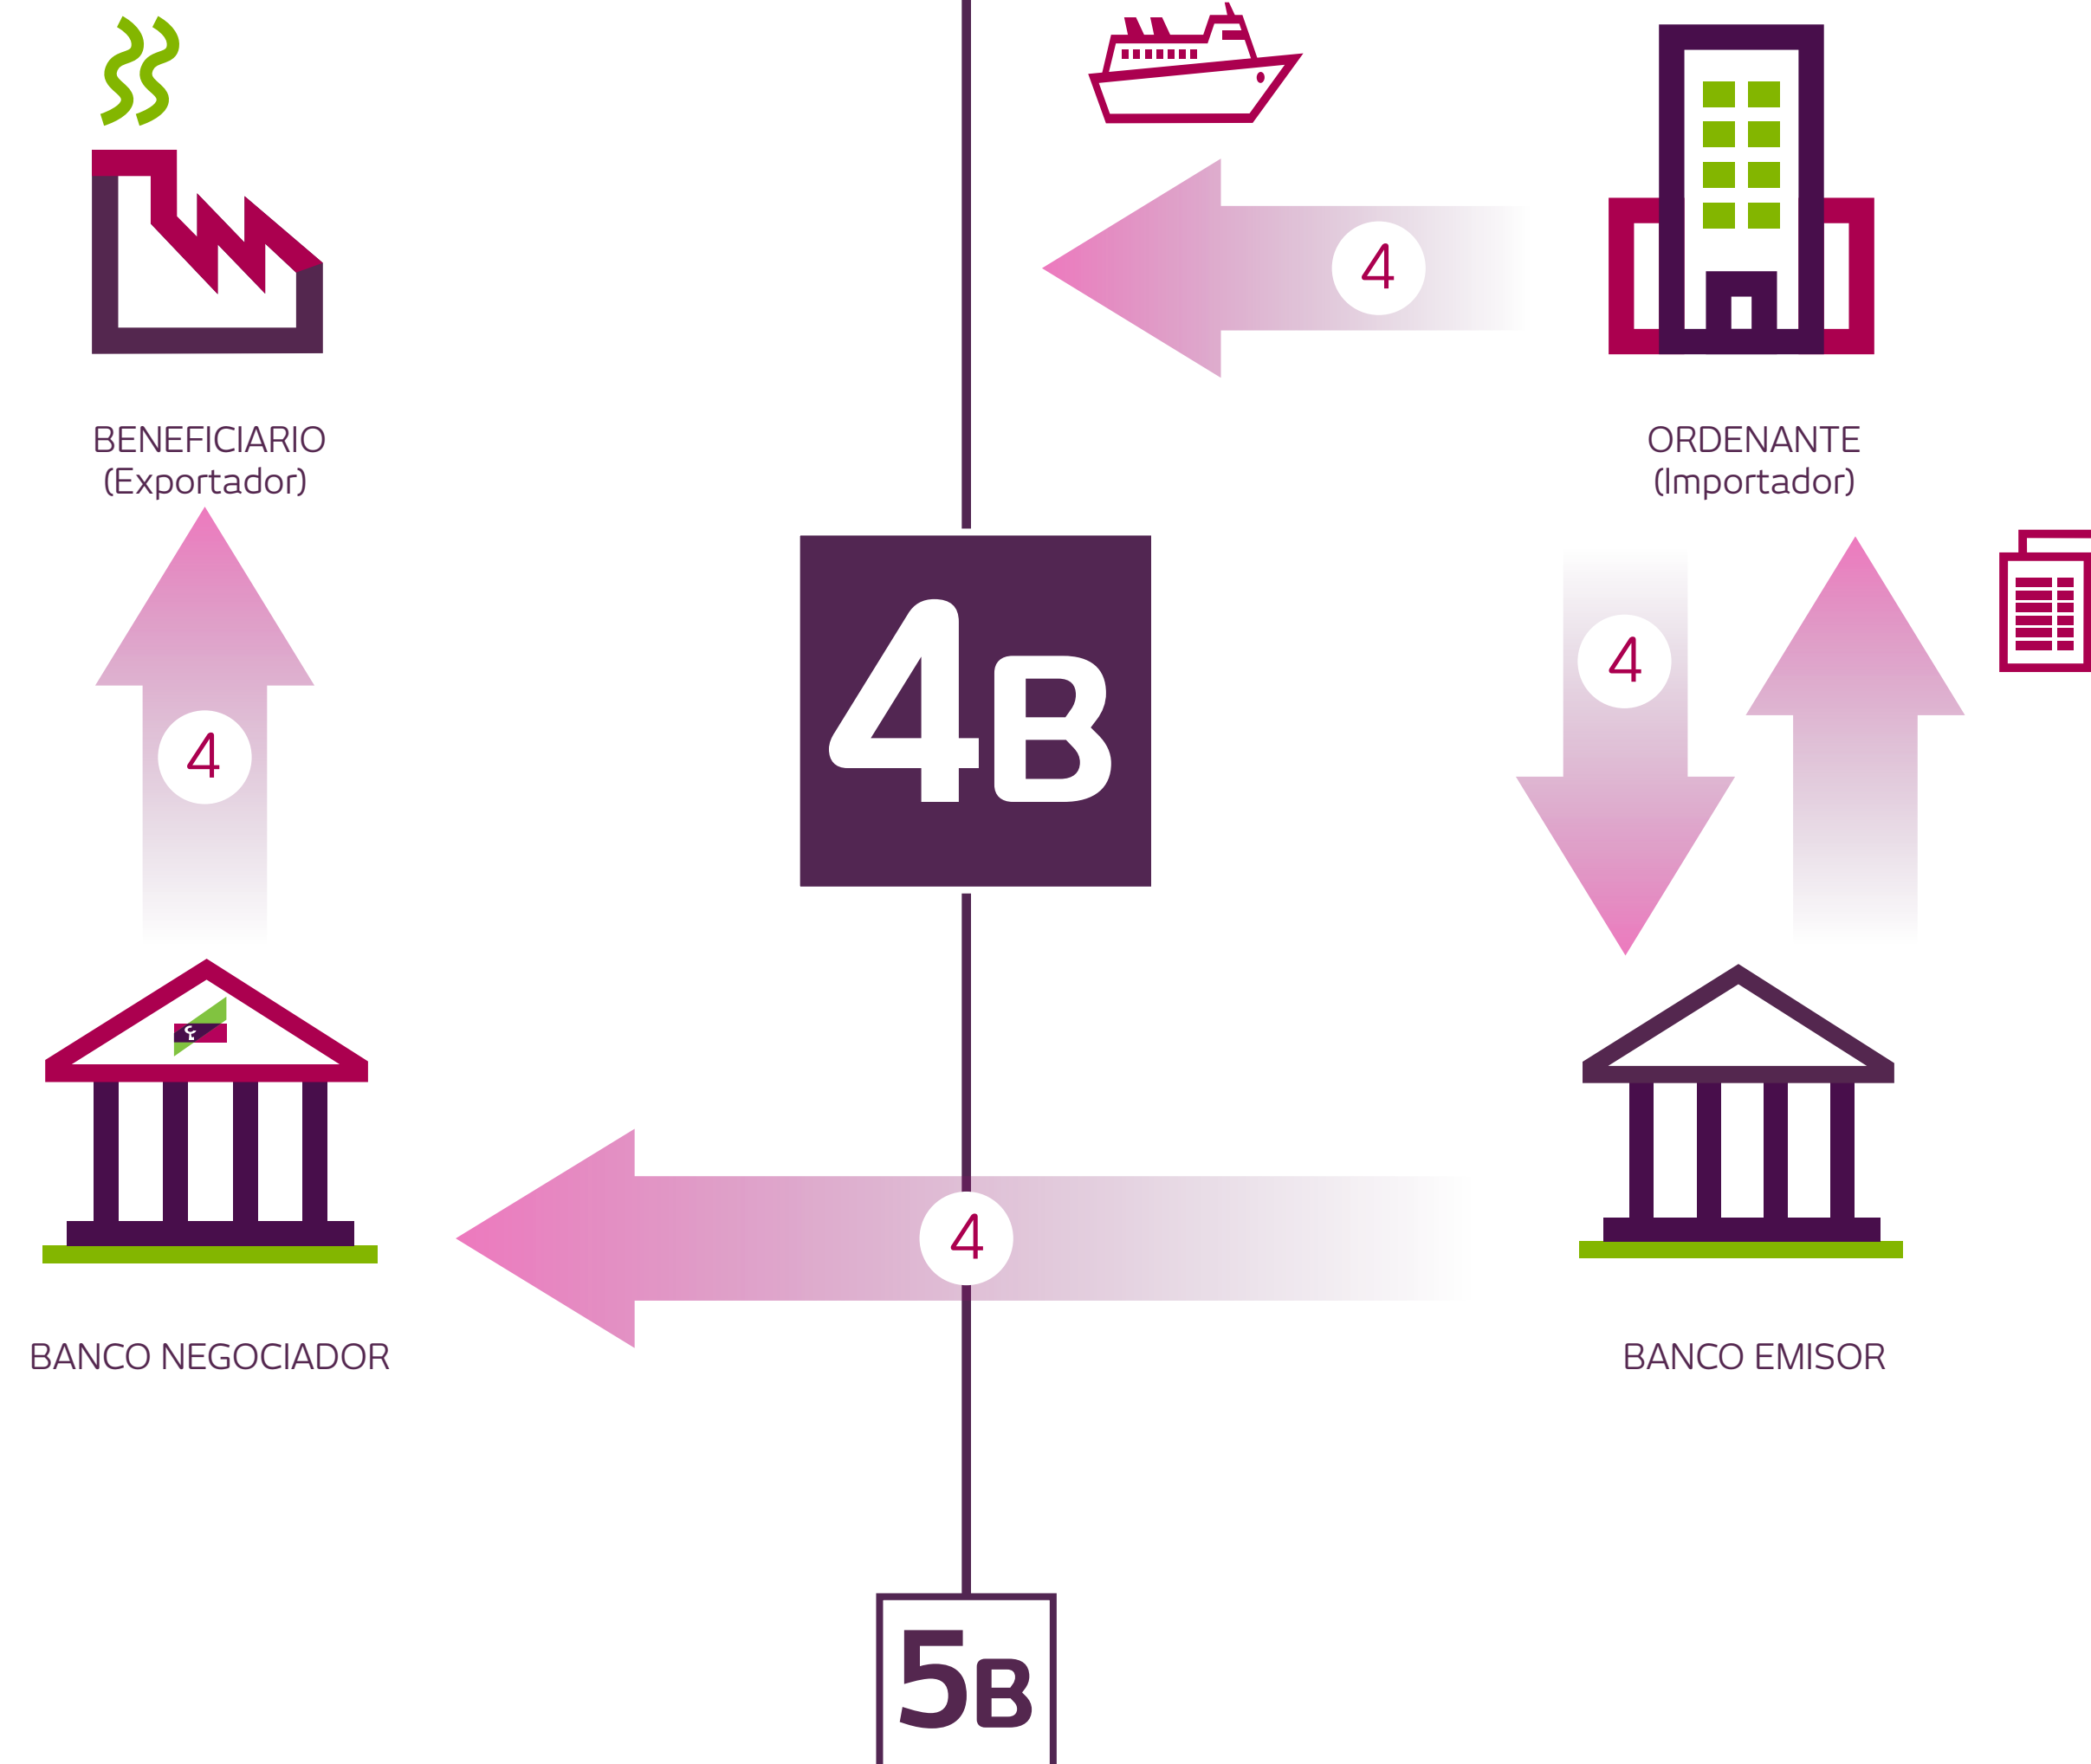 4
BENEFICIARIO
(Exportador)
ORDENANTE
(Importador)
4B
4
4
4
BANCO NEGOCIADOR
BANCO EMISOR
5B